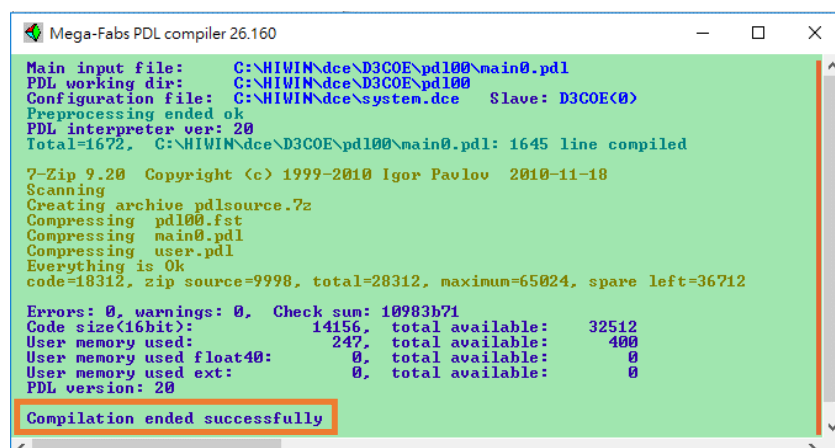 Mega-Fabs PDL compiler 26.160
Main input file: C:\HIWIN\dce\D3COE\pdl00\main0.pdl
PDL working dir: C:\HIWIN\dce\D3COE\pdl00
Configuration file: C:\HIWIN\dce\system.dce Slave: D3COE(0)
Preprocessing ended ok
PDL interpreter ver: 20
Total=1672, C:\HIWIN\dce\D3COE\pdl00\main0.pdl: 1645 line compiled
7-Zip 9.20 Copyright (c) 1999-2010 Igor Pavlov 2010-11-18
Scanning
Creating archive pdlsource.7z
Compressing pdl00.fst
Compressing main0.pdl
Compressing user.pdl
Everything is Ok
code=18312, zip source=9998, total=28312, maximum=65024, spare left=36712
Errors: 0, warnings: 0, Check sum: 10983b71
Code size(16bit): 14156, total available: 32512
User memory used: 247, total available: 400
User memory used float40: 0, total available: 0
User memory used ext: 0, total available: 0
PDL version: 20
Compilation ended successfully